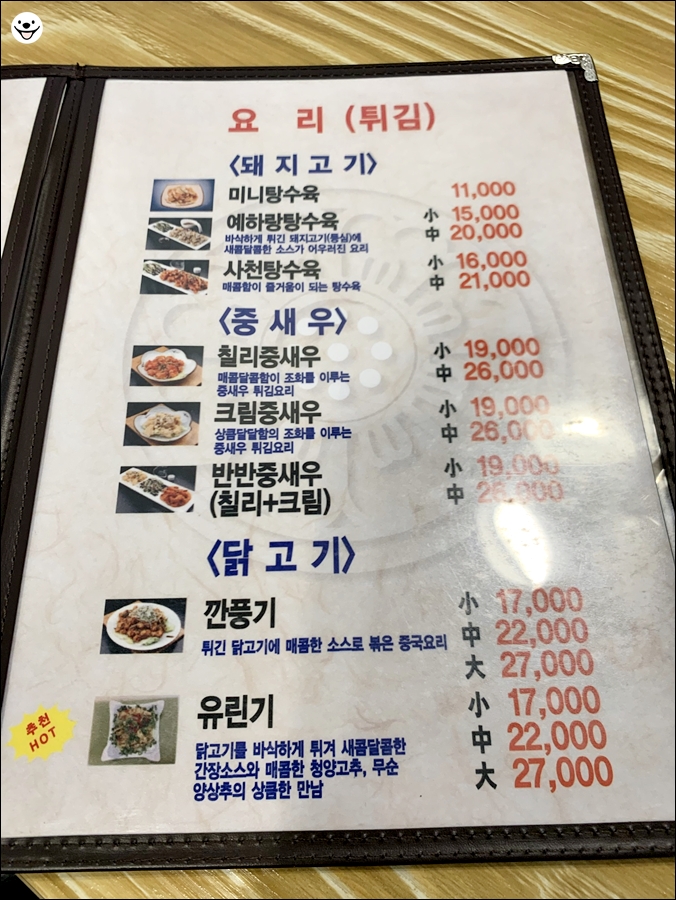 요 리 (튀김)
<돼지고기>
미니탕수육 11,000
예하랑탕수육 小 15,000
바삭하게 튀긴 돼지고기(등심)에 中 20,000
새콤달콤한 소스가 어우러진 요리
사천탕수육 小 16,000
매콤함이 즐거움이 되는 탕수육 中 21,000
<중새우>
칠리중새우 小 19,000
매콤달콤함이 조화를 이루는 中 26,000
중새우 튀김요리
크림중새우 小 19,000
상큼달달함의 조화를 이루는 中 26,000
중새우 튀김요리
반반중새우 小 19,000
(칠리+크림) 中 26,000
<닭고기>
깐풍기 小 17,000
튀긴 닭고기에 매콤한 소스로 볶은 중국요리 中 22,000
大 27,000
추천
HOT
유린기 小 17,000
닭고기를 바삭하게 튀겨 새콤달콤한 中 22,000
간장소스와 매콤한 청양고추, 무순 大 27,000
양상추의 상큼한 만남